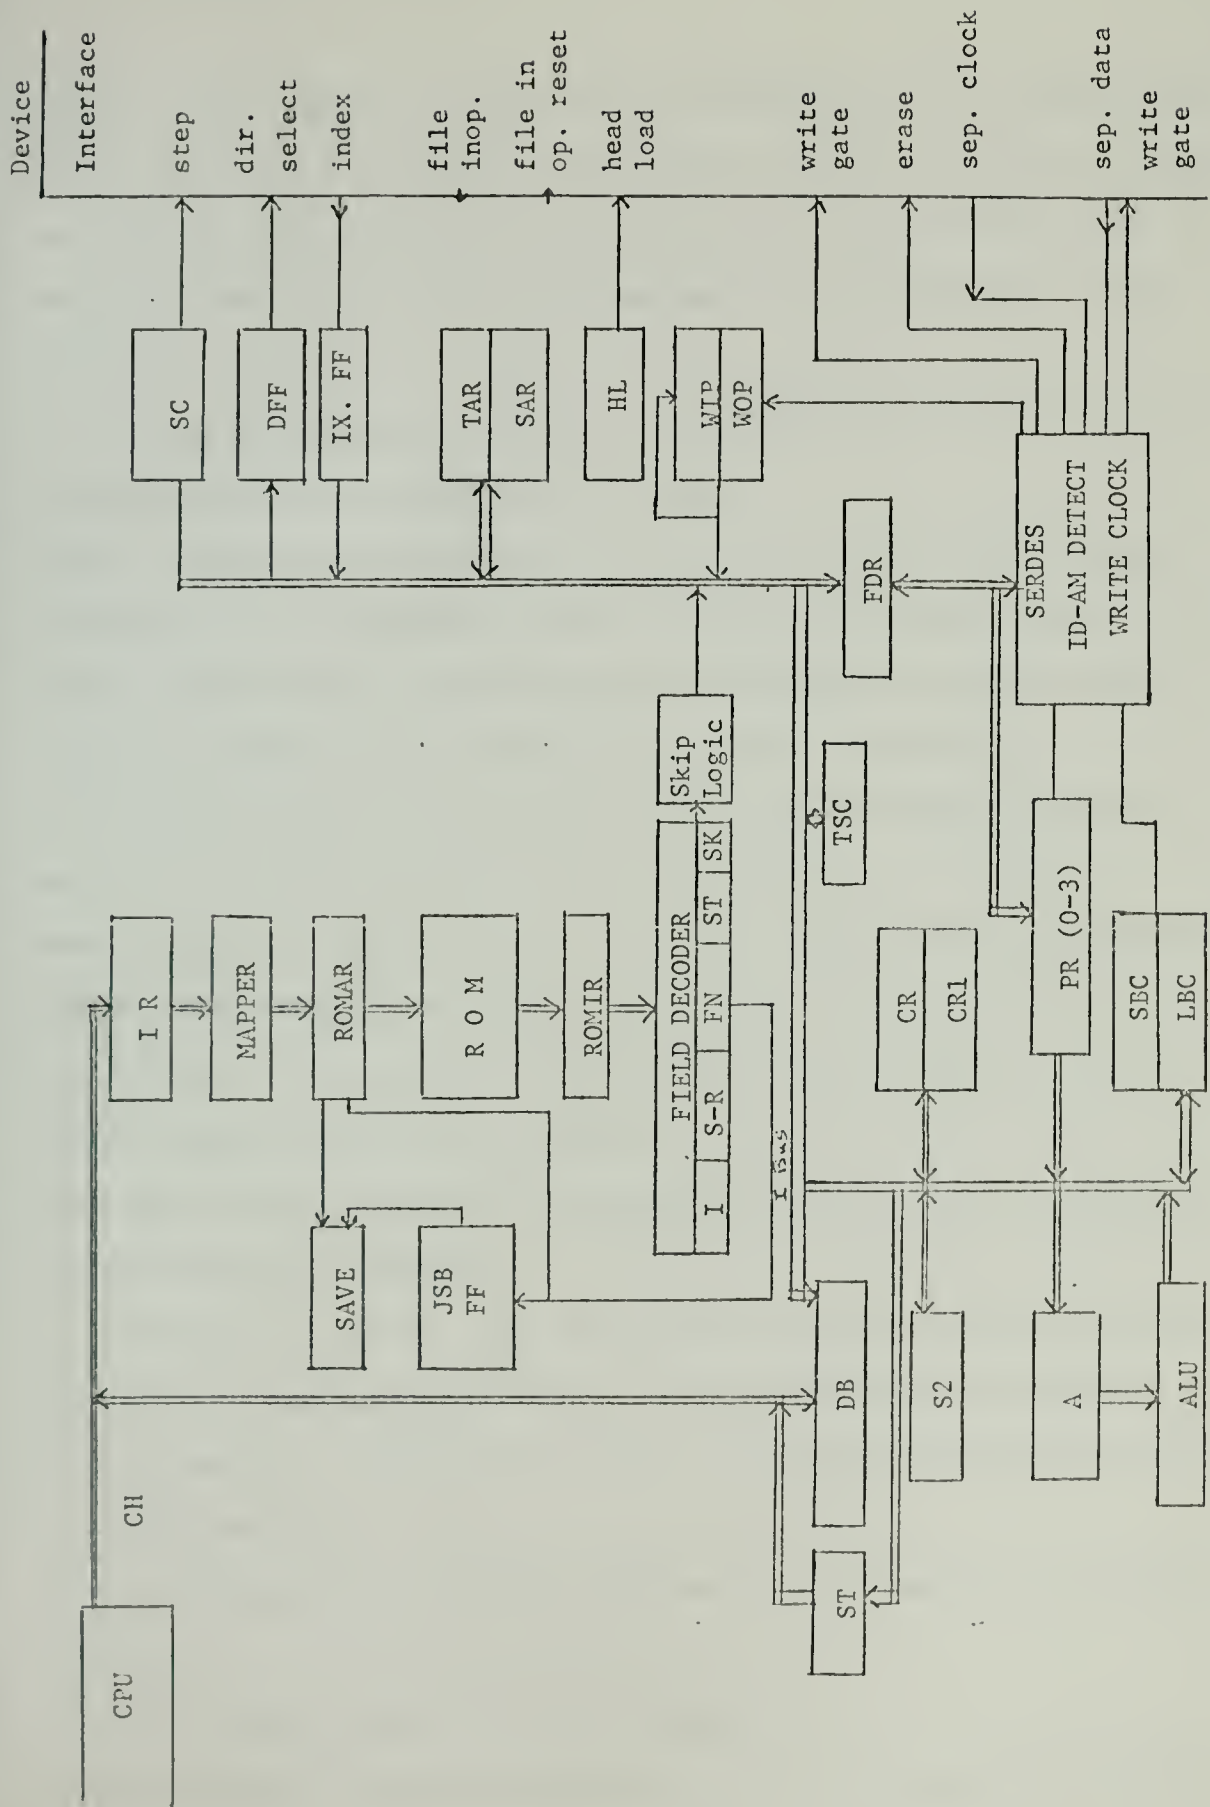 Device
Interface
step
dir.
select
index
file
inop.
file in
op. reset
head
load
write
gate
erase
sep. clock
sep. data
write
gate
SC
DFF
IX. FF
TAR
SAR
HL
WIP
WOP
FDR
SERDES
ID-AM DETECT
WRITE CLOCK
Skip
Logic
TSC
I R
MAPPER
ROMAR
R O M
ROMIR
FIELD DECODER
I S-R FN ST SK
CR
CR1
PR (0-3)
SBC
LBC
SAVE
JSB
FF
I Bus
DB
S2
A
ALU
ST
CPU
CH